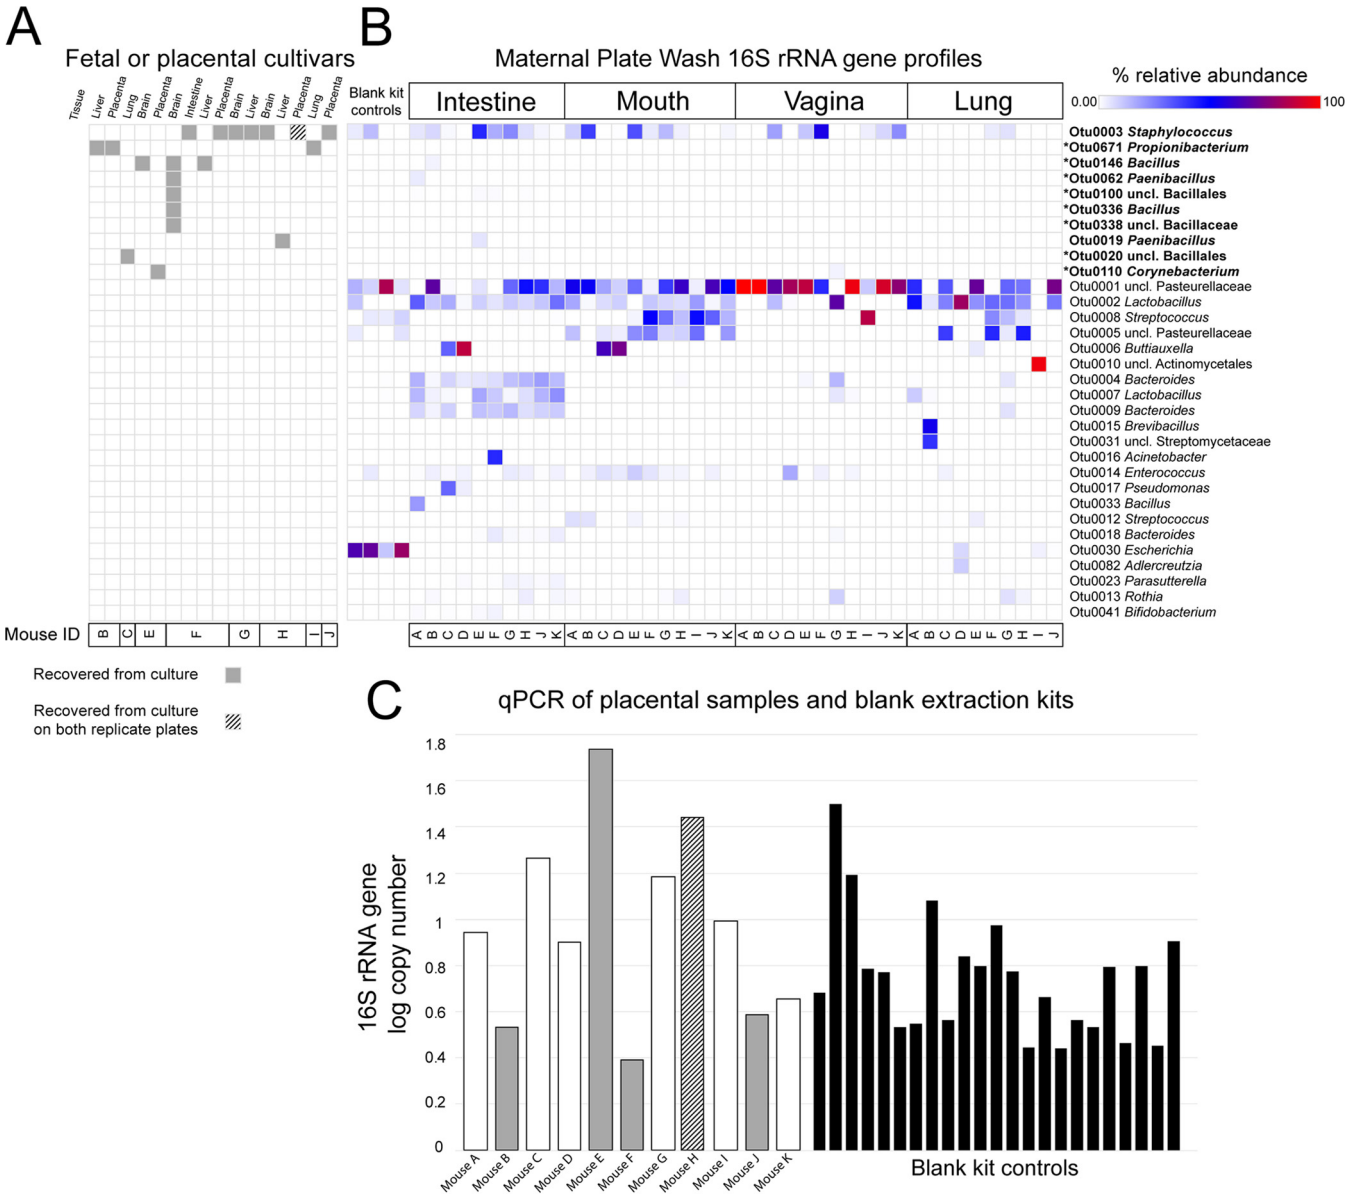 A
B
Fetal or placental cultivars
Maternal Plate Wash 16S rRNA gene profiles
% relative abundance
0.00
100
Tissue
Liver
Placenta
Lung
Brain
Placenta
Brain
Intestine
Liver
Placenta
Brain
Liver
Brain
Liver
Placenta
Lung
Placenta
Blank kit
controls
Intestine
Mouth
Vagina
Lung
Otu0003 Staphylococcus
*Otu0671 Propionibacterium
*Otu0146 Bacillus
*Otu0062 Paenibacillus
*Otu0100 uncl. Bacillales
*Otu0336 Bacillus
*Otu0338 uncl. Bacillaceae
Otu0019 Paenibacillus
*Otu0020 uncl. Bacillales
*Otu0110 Corynebacterium
Otu0001 uncl. Pasteurellaceae
Otu0002 Lactobacillus
Otu0008 Streptococcus
Otu0005 uncl. Pasteurellaceae
Otu0006 Buttiauxella
Otu0010 uncl. Actinomycetales
Otu0004 Bacteroides
Otu0007 Lactobacillus
Otu0009 Bacteroides
Otu0015 Brevibacillus
Otu0031 uncl. Streptomycetaceae
Otu0016 Acinetobacter
Otu0014 Enterococcus
Otu0017 Pseudomonas
Otu0033 Bacillus
Otu0012 Streptococcus
Otu0018 Bacteroides
Otu0030 Escherichia
Otu0082 Adlercreutzia
Otu0023 Parasutterella
Otu0013 Rothia
Otu0041 Bifidobacterium
Mouse ID B C E F G H I J
A B C D E F G H J K A B C D E F G H I J K A B C D E F G H I J K A B C D E F G H I J
Recovered from culture
Recovered from culture
on both replicate plates
C
qPCR of placental samples and blank extraction kits
16S rRNA gene
log copy number
1.8
1.6
1.4
1.2
1
0.8
0.6
0.4
0.2
0
Mouse A
Mouse B
Mouse C
Mouse D
Mouse E
Mouse F
Mouse G
Mouse H
Mouse I
Mouse J
Mouse K
Blank kit controls